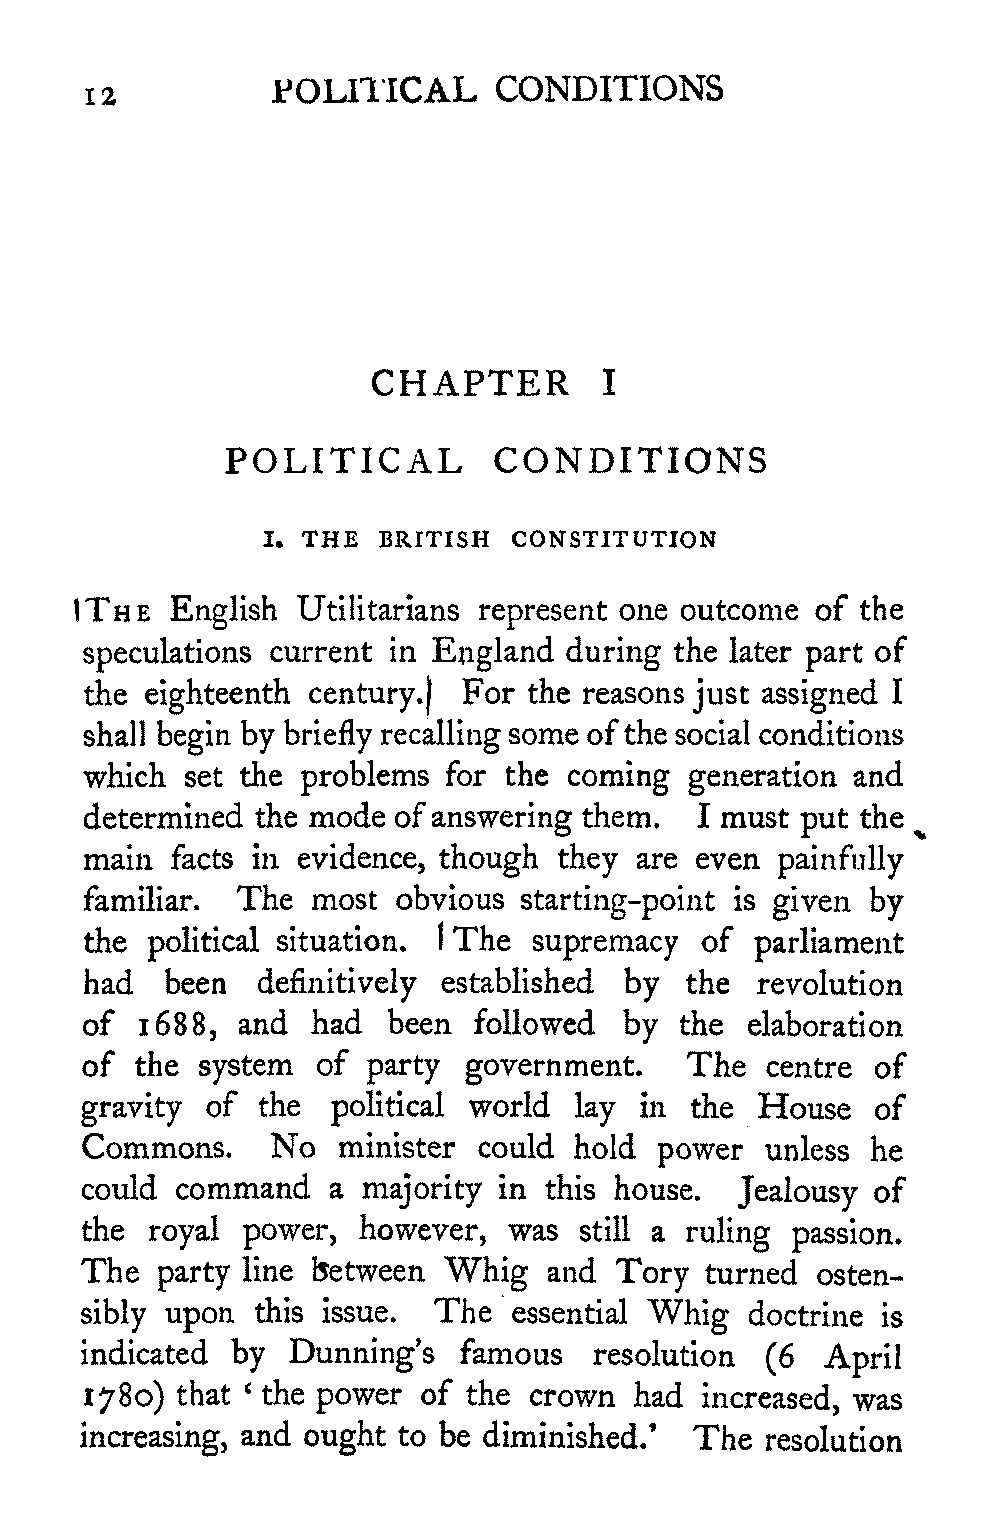 12 POLITICAL CONDITIONS
CHAPTER I
POLITICAL CONDITIONS
I. THE BRITISH CONSTITUTION
THE English Utilitarians represent one outcome of the
speculations current in England during the later part of
the eighteenth century. For the reasons just assigned I
shall begin by briefly recalling some of the social conditions
which set the problems for the coming generation and
determined the mode of answering them. I must put the
main facts in evidence, though they are even painfully
familiar. The most obvious starting-point is given by
the political situation. The supremacy of parliament
had been definitively established by the revolution
of 1688, and had been followed by the elaboration
of the system of party government. The centre of
gravity of the political world lay in the House of
Commons. No minister could hold power unless he
could command a majority in this house. Jealousy of
the royal power, however, was still a ruling passion.
The party line between Whig and Tory turned osten-
sibly upon this issue. The essential Whig doctrine is
indicated by Dunning's famous resolution (6 April
1780) that ‘the power of the crown had increased, was
increasing, and ought to be diminished.’ The resolution